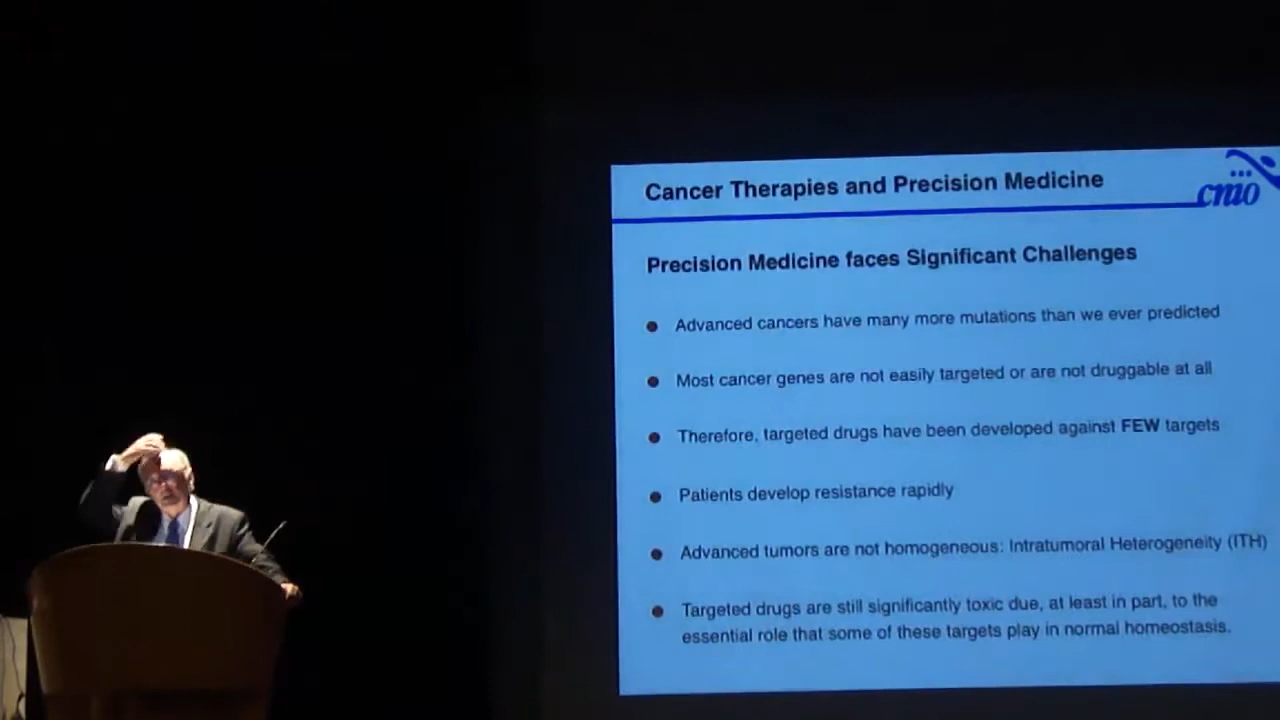 Cancer Therapies and Precision Medicine
cnio
Precision Medicine faces Significant Challenges
Advanced cancers have many more mutations than we ever predicted
Most cancer genes are not easily targeted or are not druggable at all
Therefore, targeted drugs have been developed against FEW targets
Patients develop resistance rapidly
Advanced tumors are not homogeneous: Intratumoral Heterogeneity (ITH)
Targeted drugs are still significantly toxic due, at least in part, to the
essential role that some of these targets play in normal homeostasis.